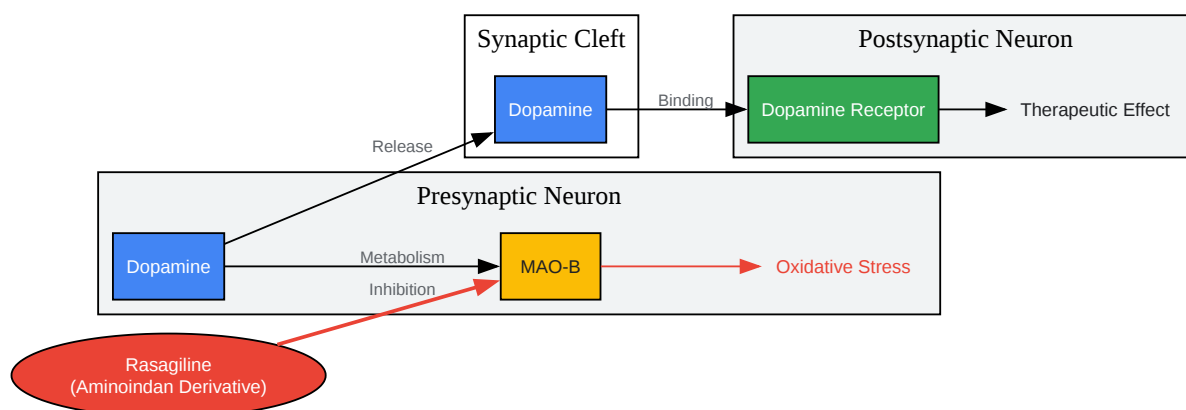 Synaptic Cleft
Postsynaptic Neuron
Dopamine
Binding
Dopamine Receptor
Therapeutic Effect
Release
Presynaptic Neuron
Dopamine
Metabolism
MAO-B
Oxidative Stress
Inhibition
Rasagiline
(Aminoindan Derivative)